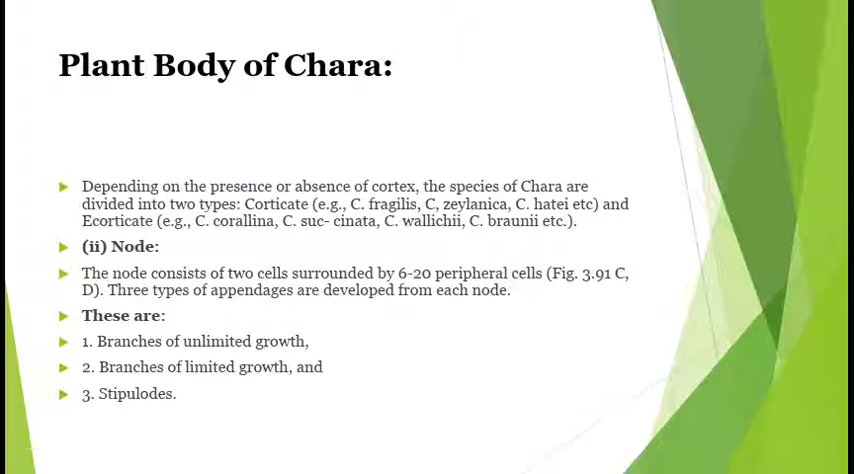 Plant Body of Chara:
Depending on the presence or absence of cortex, the species of Chara are
divided into two types: Corticate (e.g., C. fragilis, C, zeylanica, C. hatei etc) and
Ecorticate (e.g., C. corallina, C. suc- cinata, C. wallichii, C. braunii etc.).
(ii) Node:
The node consists of two cells surrounded by 6-20 peripheral cells (Fig. 3.91 C,
D). Three types of appendages are developed from each node.
These are:
1. Branches of unlimited growth,
2. Branches of limited growth, and
3. Stipulodes.